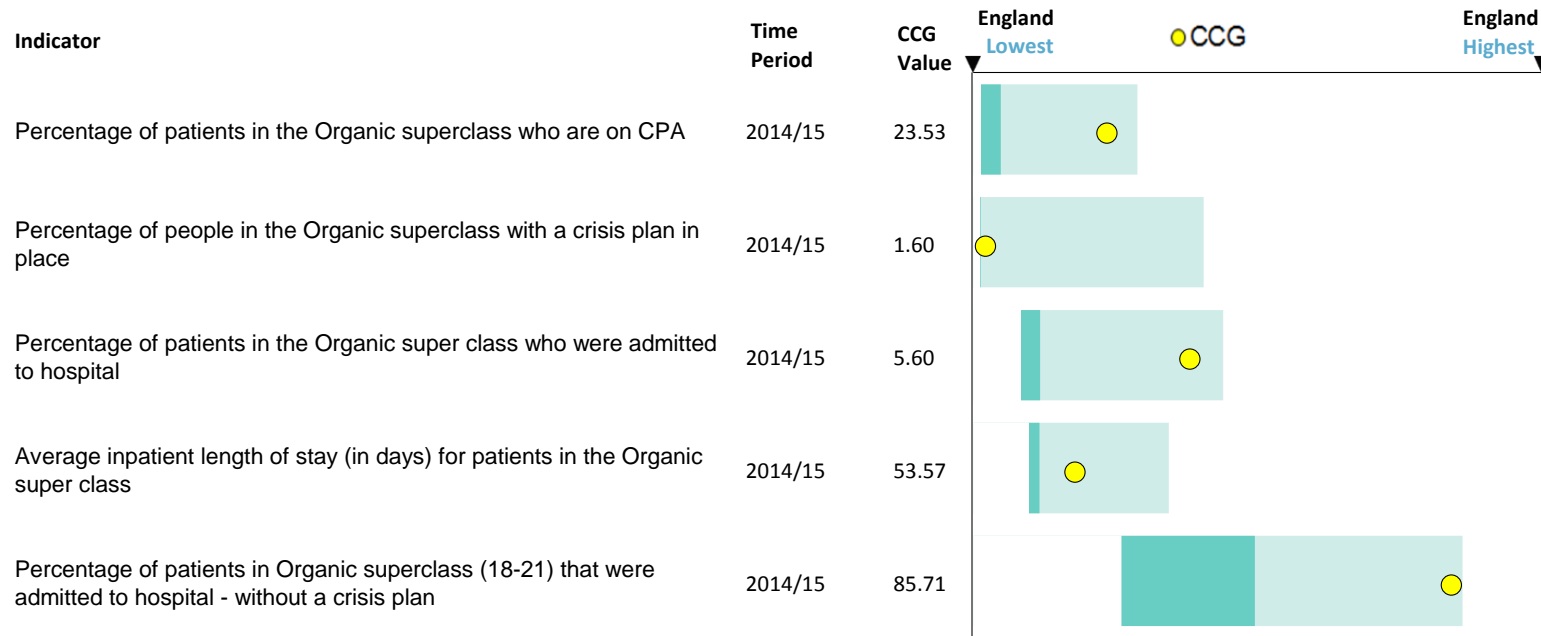 Indicator
Time
Period
CCG
Value
England
Lowest
CCG
England
Highest
Percentage of patients in the Organic superclass who are on CPA
2014/15
23.53
Percentage of people in the Organic superclass with a crisis plan in
place
2014/15
1.60
Percentage of patients in the Organic super class who were admitted
to hospital
2014/15
5.60
Average inpatient length of stay (in days) for patients in the Organic
super class
2014/15
53.57
Percentage of patients in Organic superclass (18-21) that were
admitted to hospital - without a crisis plan
2014/15
85.71